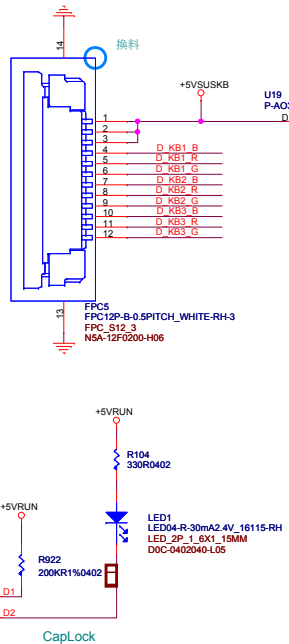 14
換料
+5VSUSKB
U19
P-AO3
D
1
2
3
4
D_KB1_B
5
D_KB1_R
6
D_KB1_G
7
D_KB2_B
8
D_KB2_R
9
D_KB2_G
10
D_KB3_B
11
D_KB3_R
12
D_KB3_G
13
FPC5
FPC12P-B-0.5PITCH_WHITE-RH-3
FPC_S12_3
N5A-12F0200-H06
+5VRUN
R104
330R0402
+5VRUN
LED1
LED04-R-30mA2.4V_16115-RH
LED_2P_1_6X1_15MM
D0C-0402040-L05
R922
200KR1%0402
D1
D2
CapLock